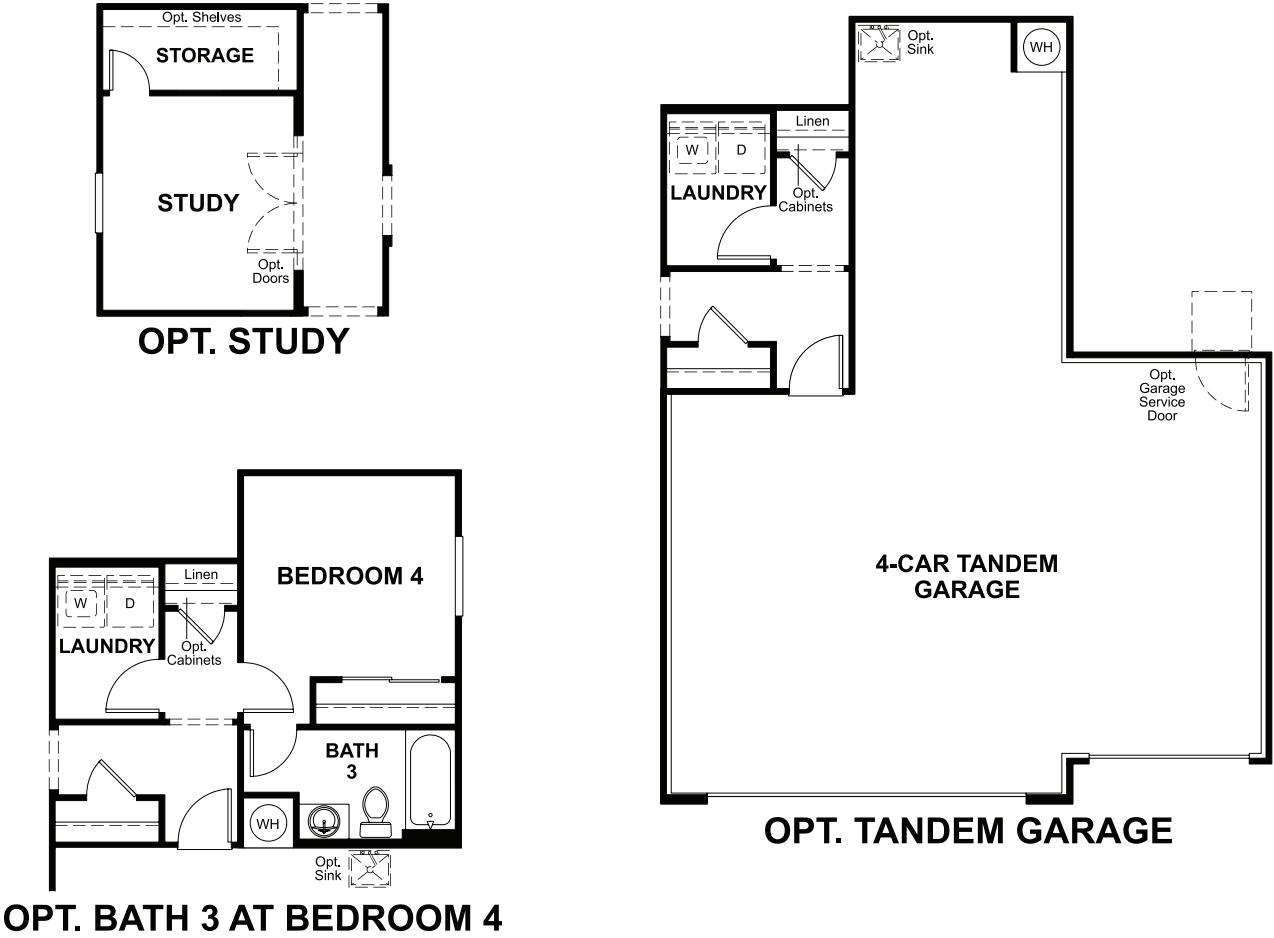 Opt. Shelves
STORAGE
STUDY
Opt.
Doors
OPT. STUDY
Opt.
Sink
WH
Linen
W
D
LAUNDRY
Opt.
Cabinets
Opt.
Garage
Service
Door
4-CAR TANDEM
GARAGE
OPT. TANDEM GARAGE
BEDROOM 4
Linen
W
D
LAUNDRY
Opt.
Cabinets
BATH
3
WH
Opt.
Sink
OPT. BATH 3 AT BEDROOM 4